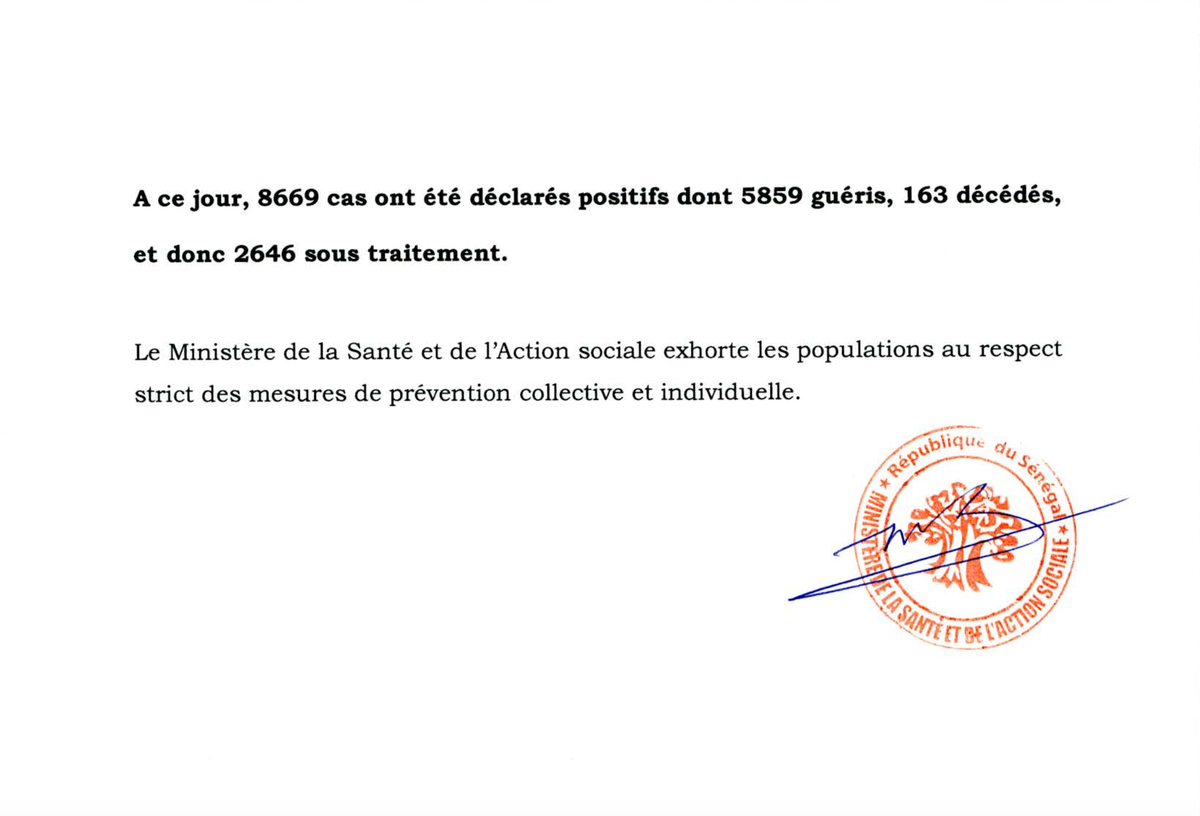 A ce jour, 8669 cas ont été déclarés positifs dont 5859 guéris, 163 décédés,
et donc 2646 sous traitement.
Le Ministère de la Santé et de l'Action sociale exhorte les populations au respect
strict des mesures de prévention collective et individuelle.
★ République du Sénégal ★
MINISTÈRE DE LA SANTÉ ET DE L'ACTION SOCIALE